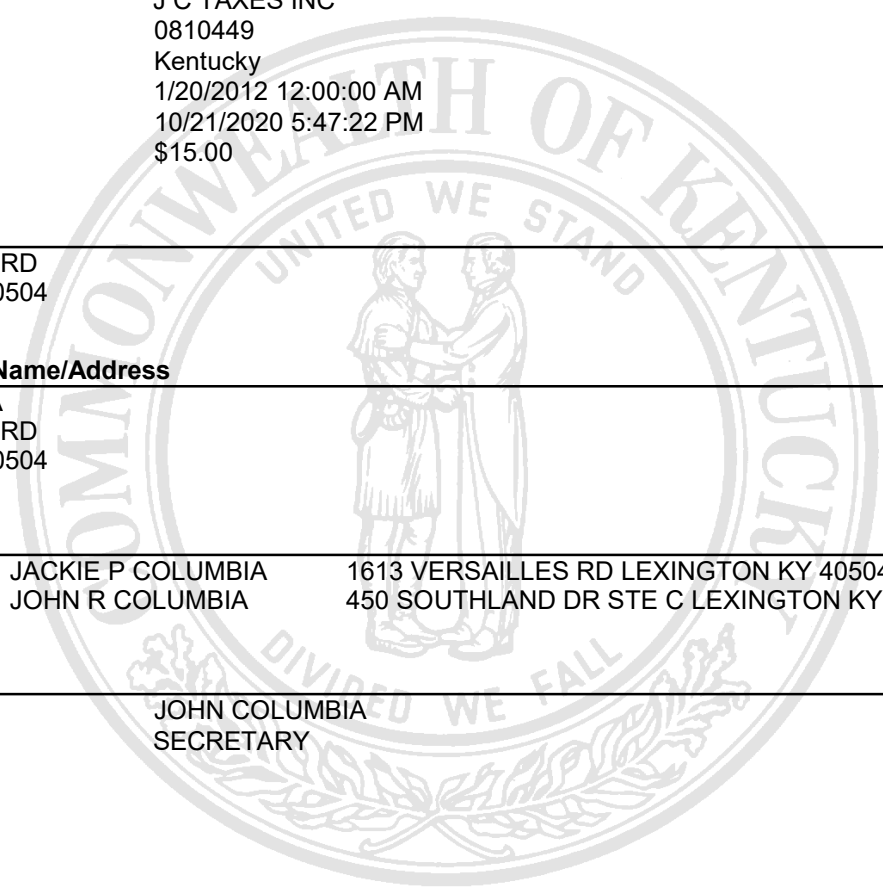 J C TAXES INC
0810449
Kentucky
1/20/2012 12:00:00 AM
10/21/2020 5:47:22 PM
$15.00
RD
0504
Name/Address
A
RD
0504
JACKIE P COLUMBIA 1613 VERSAILLES RD LEXINGTON KY 40504
JOHN R COLUMBIA 450 SOUTHLAND DR STE C LEXINGTON KY
JOHN COLUMBIA
SECRETARY
COMMONWEALTH OF KENTUCKY
UNITED WE STAND
DIVIDED WE FALL